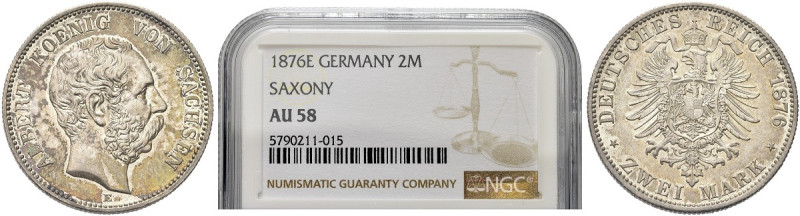 ALBERT KOENIG VON SACHSEN
E
1876E GERMANY 2M
SAXONY
AU 58
5790211-015
NUMISMATIC GUARANTY COMPANY
NGC
DEUTSCHES REICH 1876
* ZWEI MARK *